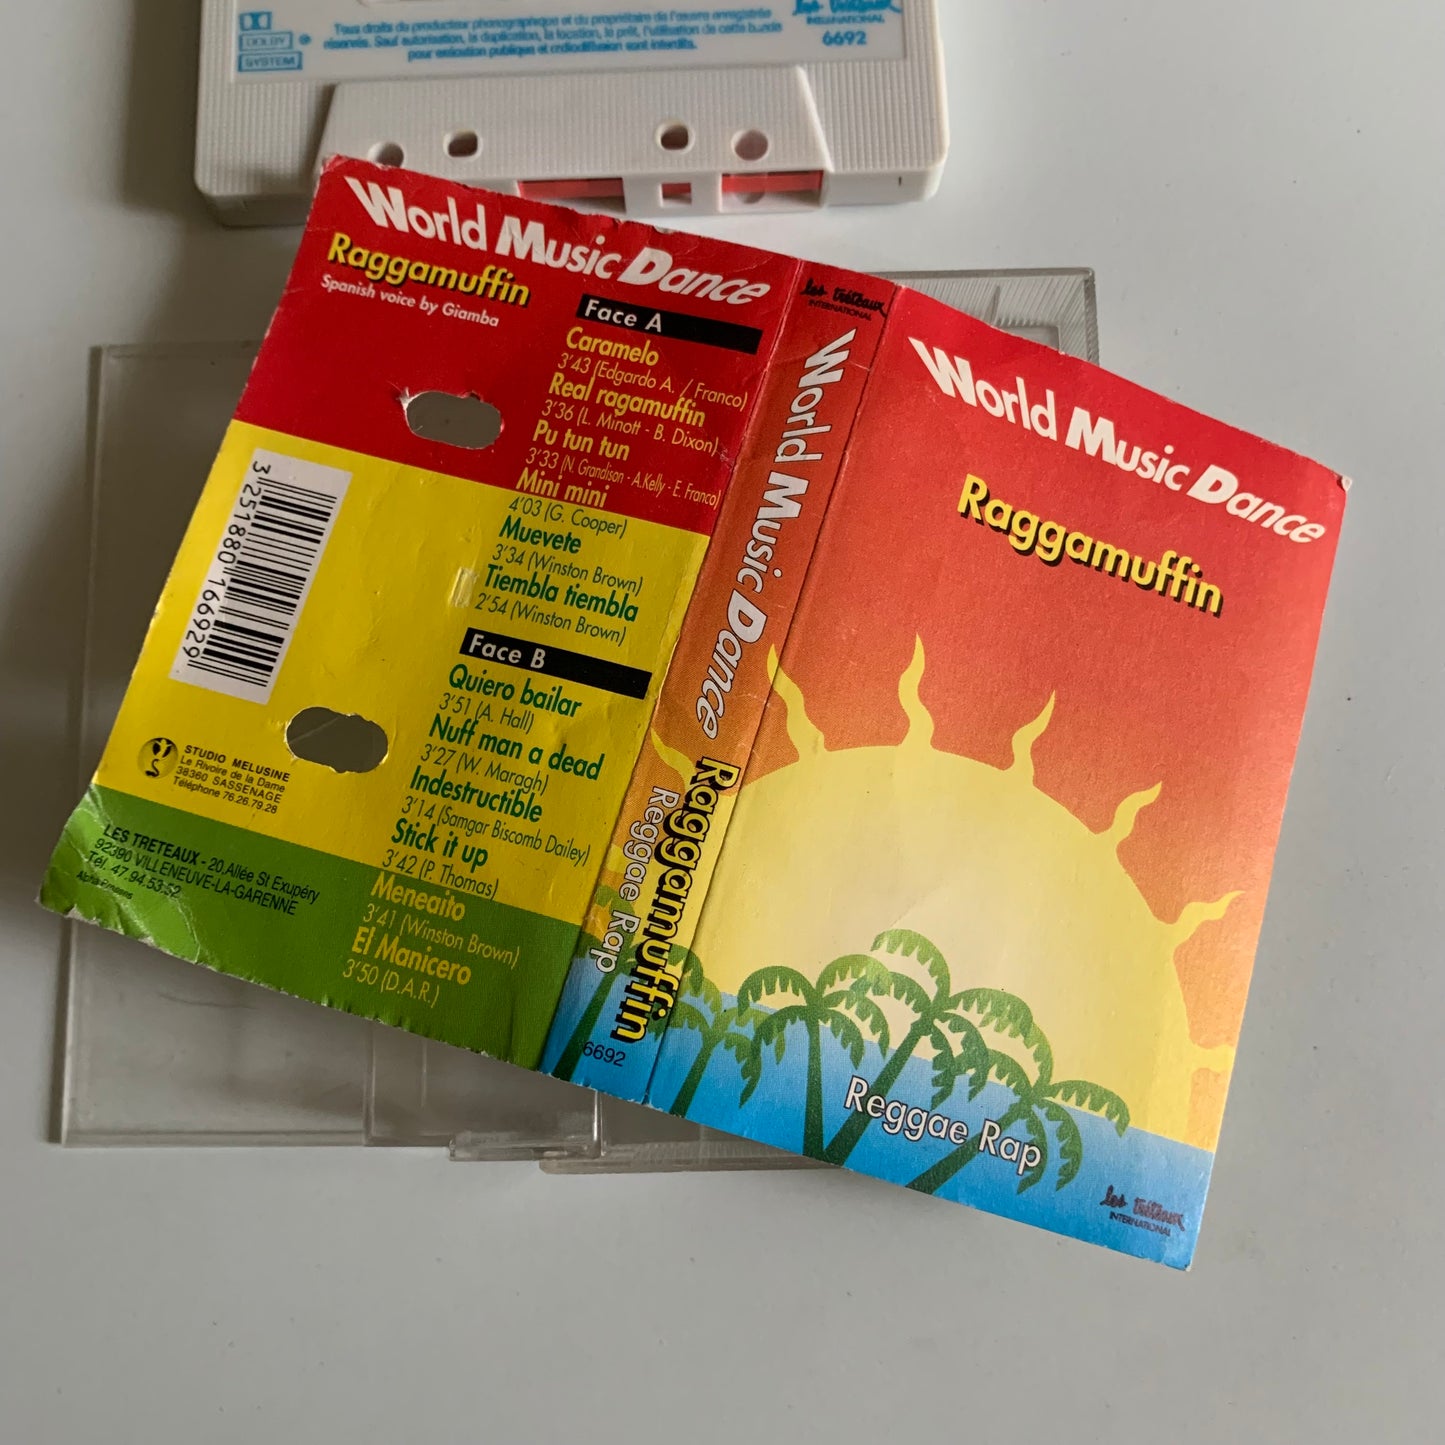 DOLBY
SYSTEM
Tous droits du producteur phonographique et du propriétaire de l'œuvre enregistrée
réservés. Sauf autorisation, la duplication, la location, le prêt, l'utilisation de cette bande
pour exécution publique et radiodiffusion sont interdits.
les tréteaux
INTERNATIONAL
6692
World Music Dance
Raggamuffin
Spanish voice by Giamba
Face A
Caramelo
3'43 (Edgardo A. / Franco)
Real ragamuffin
3'36 (L. Minott - B. Dixon)
Pu tun tun
3'33 (N. Grandison - A.Kelly - E. Franco)
Mini mini
4'03 (G. Cooper)
Muevete
3'34 (Winston Brown)
Tiembla tiembla
2'54 (Winston Brown)
Face B
Quiero bailar
3'51 (A. Hall)
Nuff man a dead
3'27 (W. Maragh)
Indestructible
3'14 (Samgar Biscomb Dailey)
Stick it up
3'42 (P. Thomas)
Meneaito
3'41 (Winston Brown)
El Manicero
3'50 (D.A.R.)
3 251880 166929
STUDIO MELUSINE
Le Rivoire de la Dame
38360 SASSENAGE
Téléphone 76.26.79.28
LES TRETEAUX - 20,Allée St Exupéry
92390 VILLENEUVE-LA-GARENNE
Tél. 47.94.53.52
les tréteaux
INTERNATIONAL
World Music Dance Raggamuffin
Reggae Rap
6692
World Music Dance
Raggamuffin
Reggae Rap
les tréteaux
INTERNATIONAL